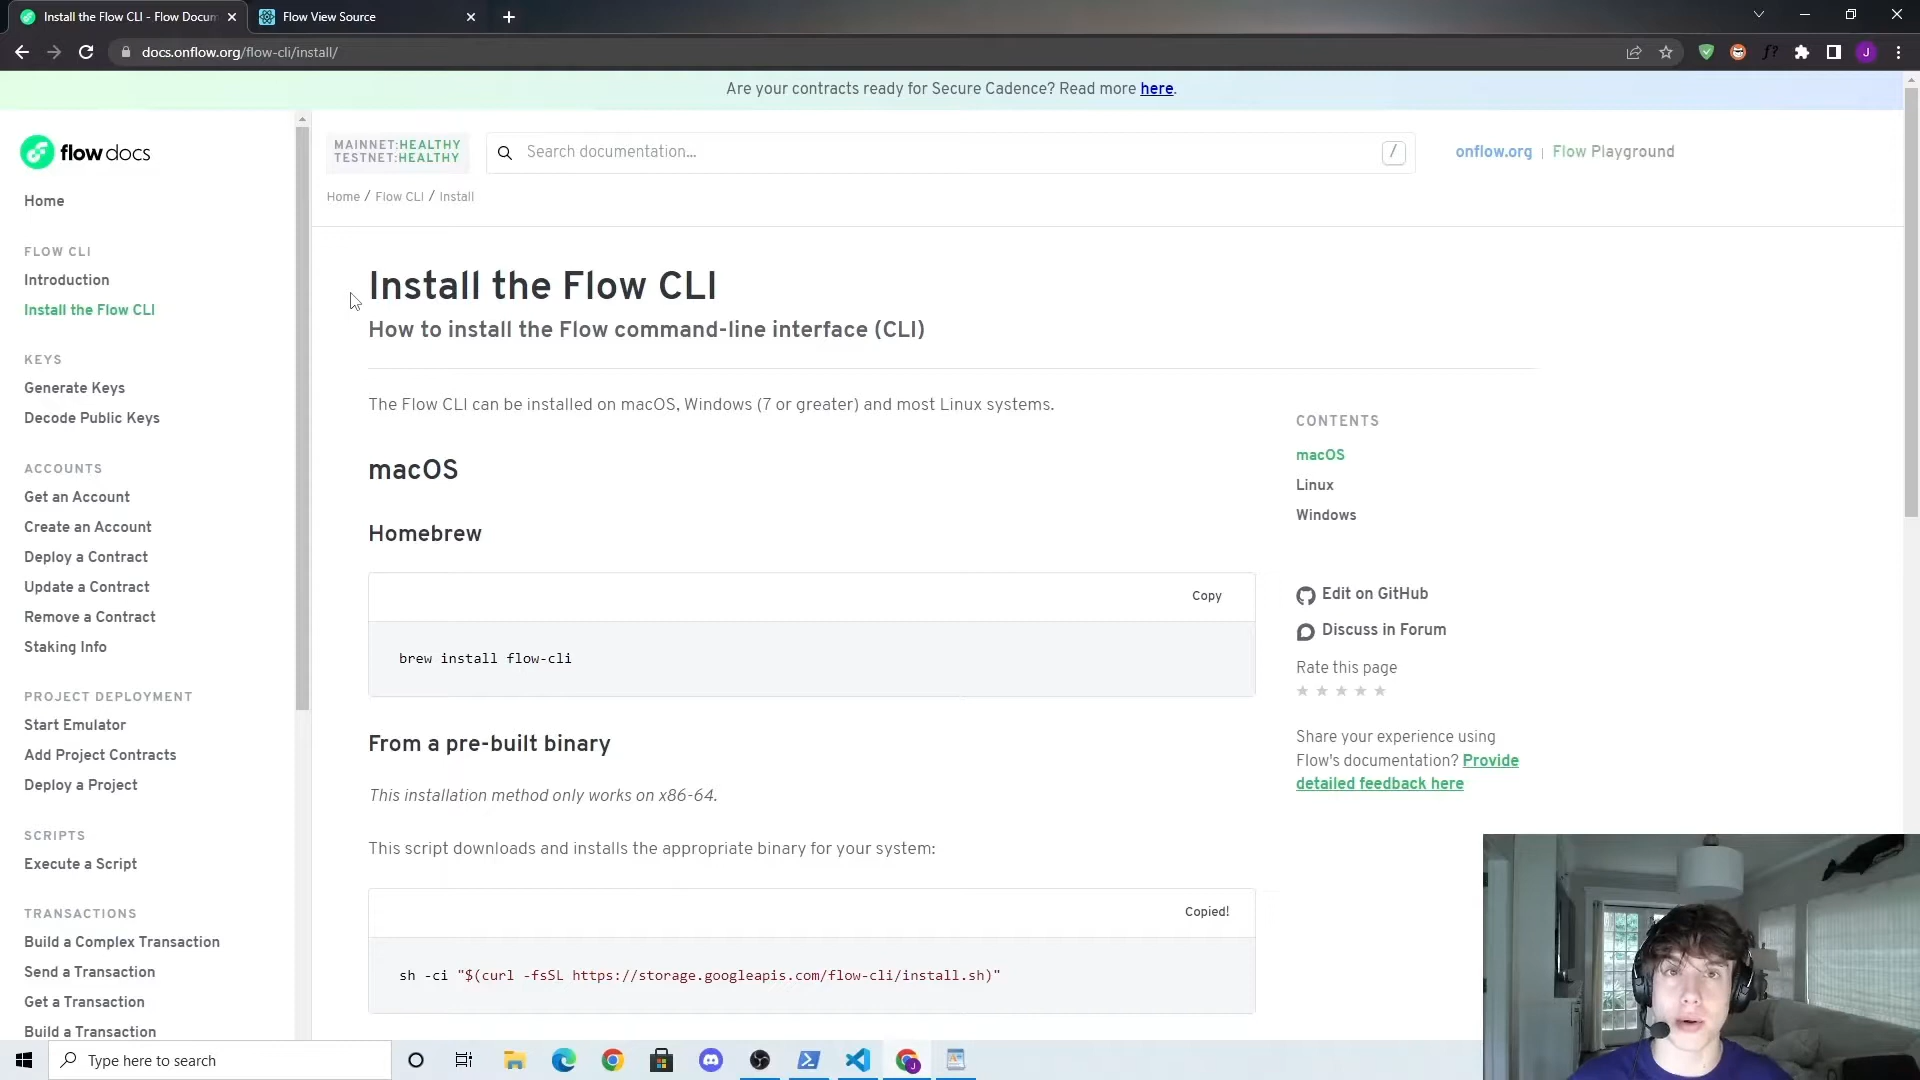 Install the Flow CLI - Flow Docum
Flow View Source
docs.onflow.org/flow-cli/install/
f?
J
Are your contracts ready for Secure Cadence? Read more here.
flow docs
MAINNET:HEALTHY
TESTNET:HEALTHY
Search documentation...
/
onflow.org | Flow Playground
Home / Flow CLI / Install
Home
FLOW CLI
Introduction
Install the Flow CLI
KEYS
Generate Keys
Decode Public Keys
ACCOUNTS
Get an Account
Create an Account
Deploy a Contract
Update a Contract
Remove a Contract
Staking Info
PROJECT DEPLOYMENT
Start Emulator
Add Project Contracts
Deploy a Project
SCRIPTS
Execute a Script
TRANSACTIONS
Build a Complex Transaction
Send a Transaction
Get a Transaction
Build a Transaction
Install the Flow CLI
How to install the Flow command-line interface (CLI)
The Flow CLI can be installed on macOS, Windows (7 or greater) and most Linux systems.
macOS
Homebrew
Copy
brew install flow-cli
From a pre-built binary
This installation method only works on x86-64.
This script downloads and installs the appropriate binary for your system:
Copied!
sh -ci "$(curl -fsSL https://storage.googleapis.com/flow-cli/install.sh)"
CONTENTS
macOS
Linux
Windows
Edit on GitHub
Discuss in Forum
Rate this page
Share your experience using
Flow's documentation? Provide
detailed feedback here
Type here to search